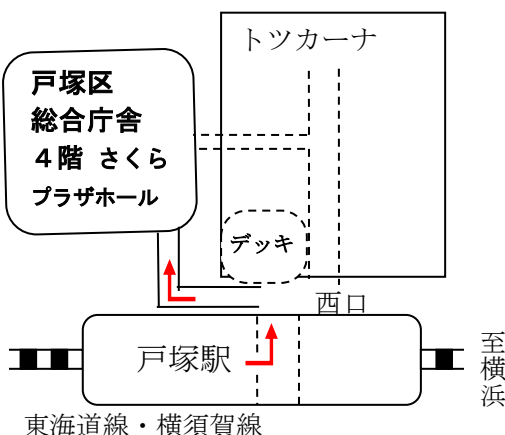 トツカーナ
戸塚区
総合庁舎
４階 さくら
プラザホール
デッキ
西口
戸塚駅
至横浜
東海道線・横須賀線